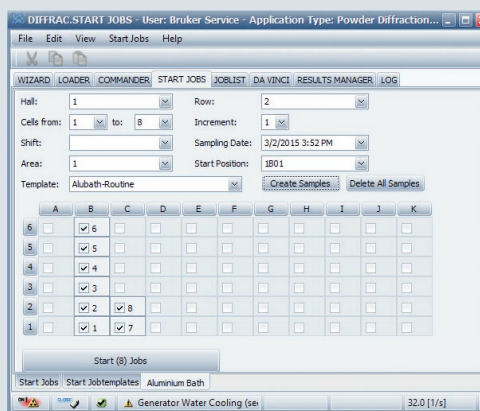 DIFFRAC.START JOBS - User: Bruker Service - Application Type: Powder Diffraction...
File Edit View Start Jobs Help
WIZARD LOADER COMMANDER START JOBS JOBLIST DA VINCI RESULTS MANAGER LOG
Hall: 1 Row: 2
Cells from: 1 to: 8 Increment: 1
Shift: Sampling Date: 3/2/2015 3:52 PM
Area: 1 Start Position: 1B01
Template: Alubath-Routine Create Samples Delete All Samples
A B C D E F G H I J K
6 6
5 5
4 4
3 3
2 2 8
1 1 7
Start (8) Jobs
Start Jobs Start Jobtemplates Aluminium Bath
ON CLOSE Generator Water Cooling (se 32.0 [1/s]